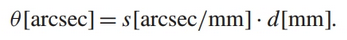 θ[arcsec] = s[arcsec/mm] · d[mm].